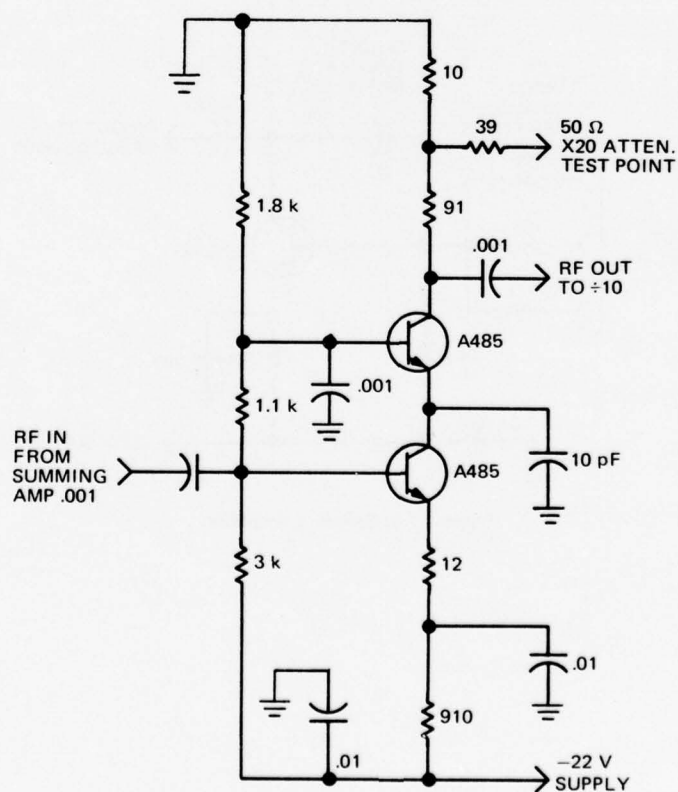 10
39
50 Ω
X20 ATTEN.
TEST POINT
1.8 k
91
.001
RF OUT
TO ÷10
A485
.001
1.1 k
RF IN
FROM
SUMMING
AMP .001
A485
10 pF
3 k
12
.01
910
.01
−22 V
SUPPLY